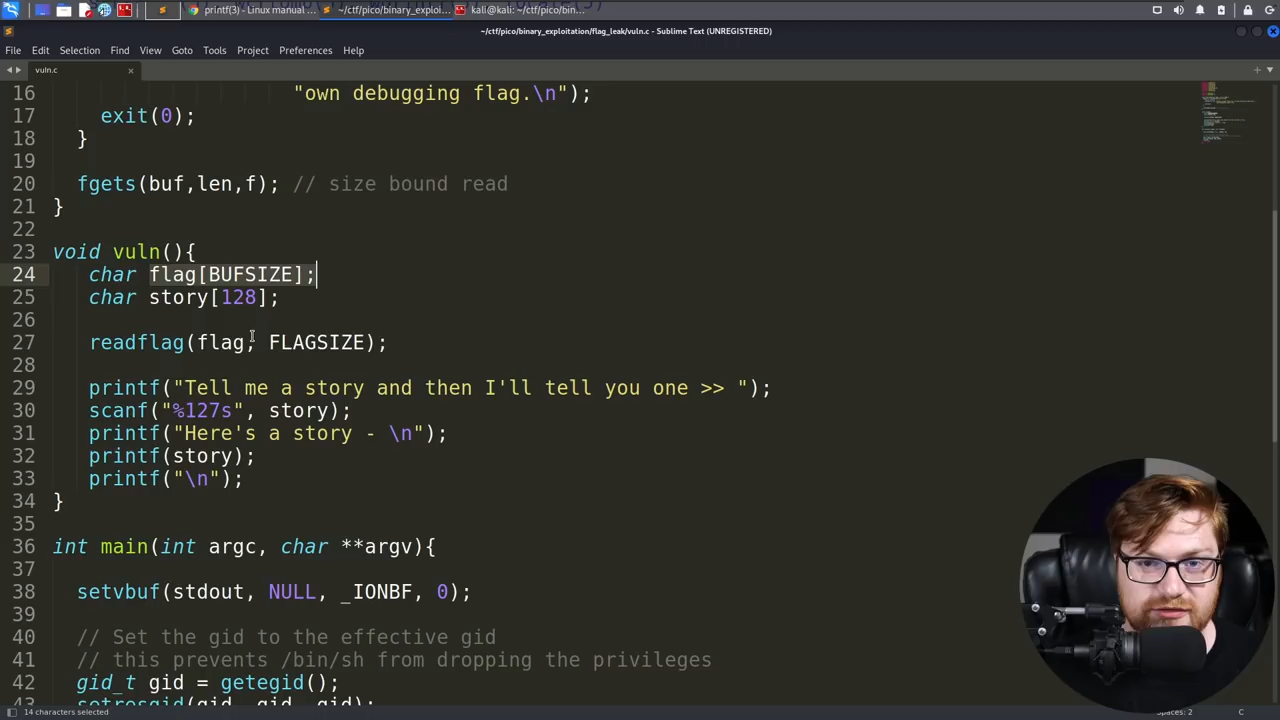 printf(3) - Linux manual ...
~/ctf/pico/binary_exploi...
kali@kali: ~/ctf/pico/bin...
~/ctf/pico/binary_exploitation/flag_leak/vuln.c - Sublime Text (UNREGISTERED)
File Edit Selection Find View Goto Tools Project Preferences Help
vuln.c
16 "own debugging flag.\n");
17 exit(0);
18 }
19
20 fgets(buf,len,f); // size bound read
21 }
22
23 void vuln(){
24 char flag[BUFSIZE];
25 char story[128];
26
27 readflag(flag, FLAGSIZE);
28
29 printf("Tell me a story and then I'll tell you one >> ");
30 scanf("%127s", story);
31 printf("Here's a story - \n");
32 printf(story);
33 printf("\n");
34 }
35
36 int main(int argc, char **argv){
37
38 setvbuf(stdout, NULL, _IONBF, 0);
39
40 // Set the gid to the effective gid
41 // this prevents /bin/sh from dropping the privileges
42 gid_t gid = getegid();
43 setresgid(gid, gid, gid);
14 characters selected
Spaces: 2
C